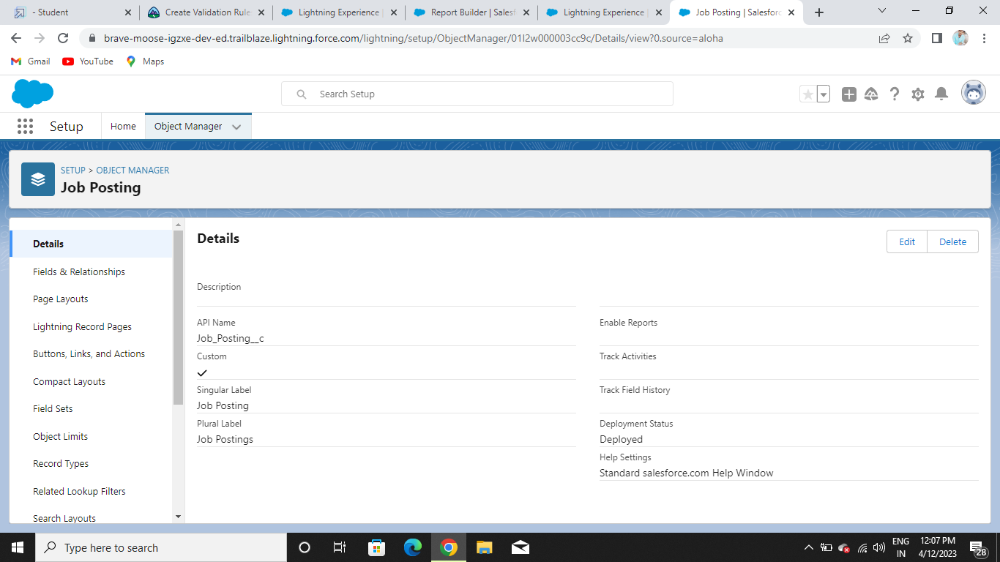 - Student
Create Validation Rule
Lightning Experience
Report Builder | Salesf
Lightning Experience |
Job Posting | Salesforc
brave-moose-igzxe-dev-ed.trailblaze.lightning.force.com/lightning/setup/ObjectManager/01I2w000003cc9c/Details/view?0.source=aloha
Gmail
YouTube
Maps
Search Setup
Setup
Home
Object Manager
SETUP > OBJECT MANAGER
Job Posting
Details
Fields & Relationships
Page Layouts
Lightning Record Pages
Buttons, Links, and Actions
Compact Layouts
Field Sets
Object Limits
Record Types
Related Lookup Filters
Search Layouts
Details
Edit
Delete
Description
API Name
Job_Posting__c
Custom
Singular Label
Job Posting
Plural Label
Job Postings
Enable Reports
Track Activities
Track Field History
Deployment Status
Deployed
Help Settings
Standard salesforce.com Help Window
Type here to search
ENG
IN
12:07 PM
4/12/2023
28